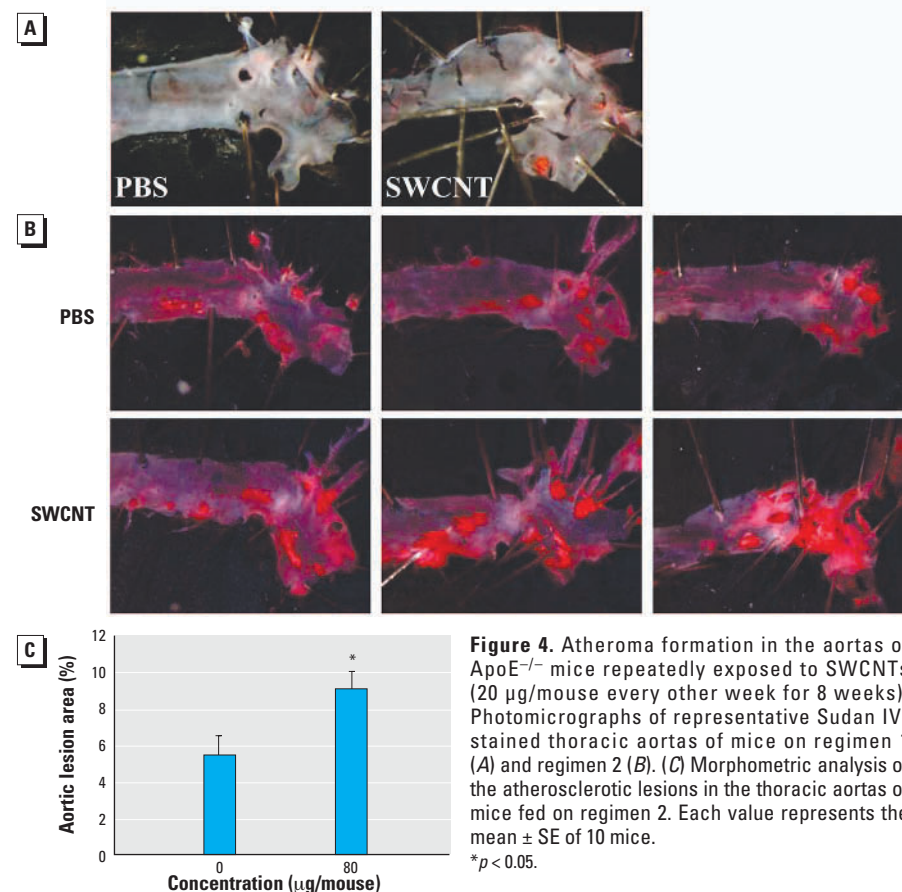 A
PBS
SWCNT
B
PBS
SWCNT
C
Aortic lesion area (%)
12
10
8
6
4
2
0
*
0
80
Concentration (μg/mouse)
Figure 4. Atheroma formation in the aortas o
ApoE−/− mice repeatedly exposed to SWCNTs
(20 μg/mouse every other week for 8 weeks)
Photomicrographs of representative Sudan IV
stained thoracic aortas of mice on regimen 1
(A) and regimen 2 (B). (C) Morphometric analysis o
the atherosclerotic lesions in the thoracic aortas o
mice fed on regimen 2. Each value represents the
mean ± SE of 10 mice.
*p < 0.05.